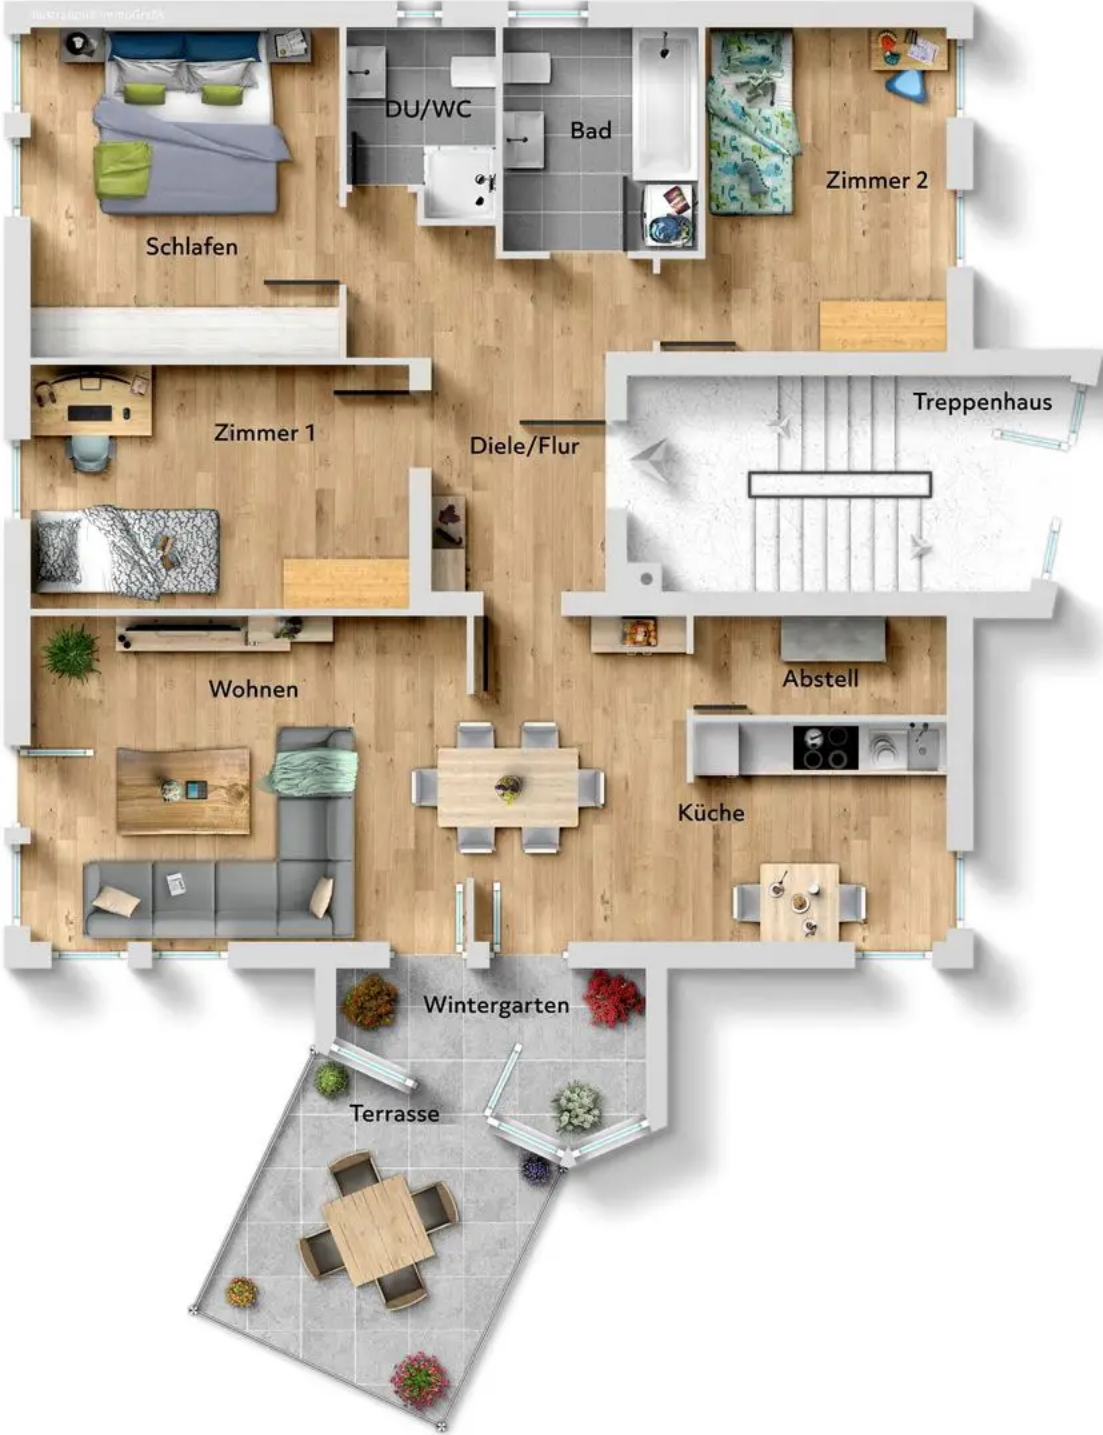 DU/WC
Bad
Zimmer 2
Schlafen
Treppenhaus
Zimmer 1
Diele/Flur
Abstell
Wohnen
Küche
Wintergarten
Terrasse